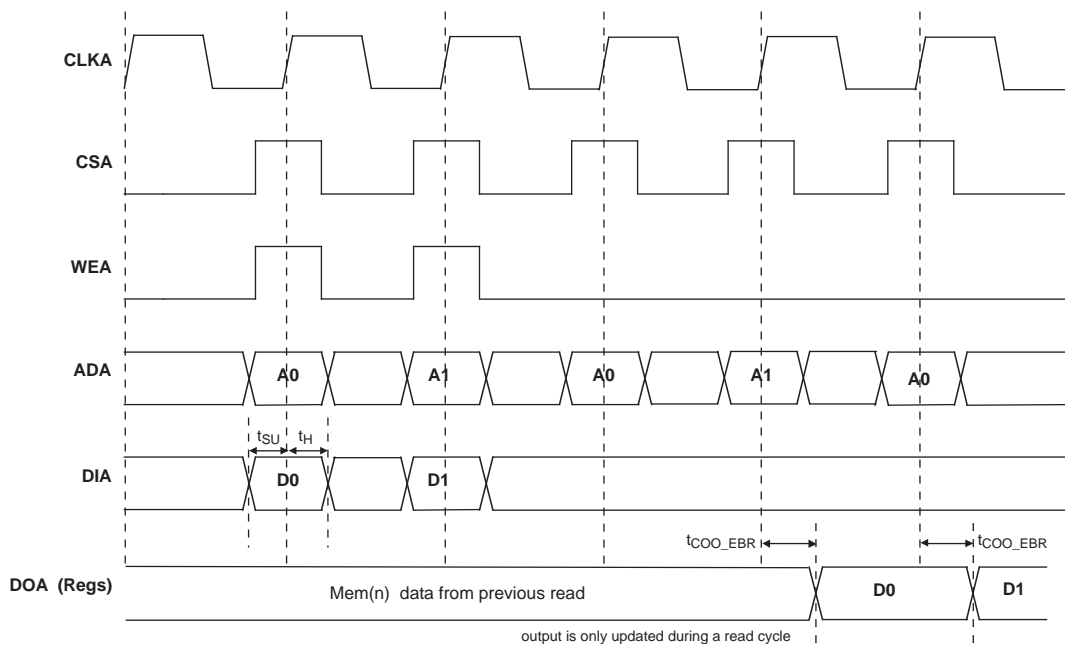 CLKA
CSA
WEA
ADA A0 A1 A0 A1 A0
tSU tH
DIA D0 D1
tCOO_EBR tCOO_EBR
DOA (Regs) Mem(n) data from previous read D0 D1
output is only updated during a read cycle